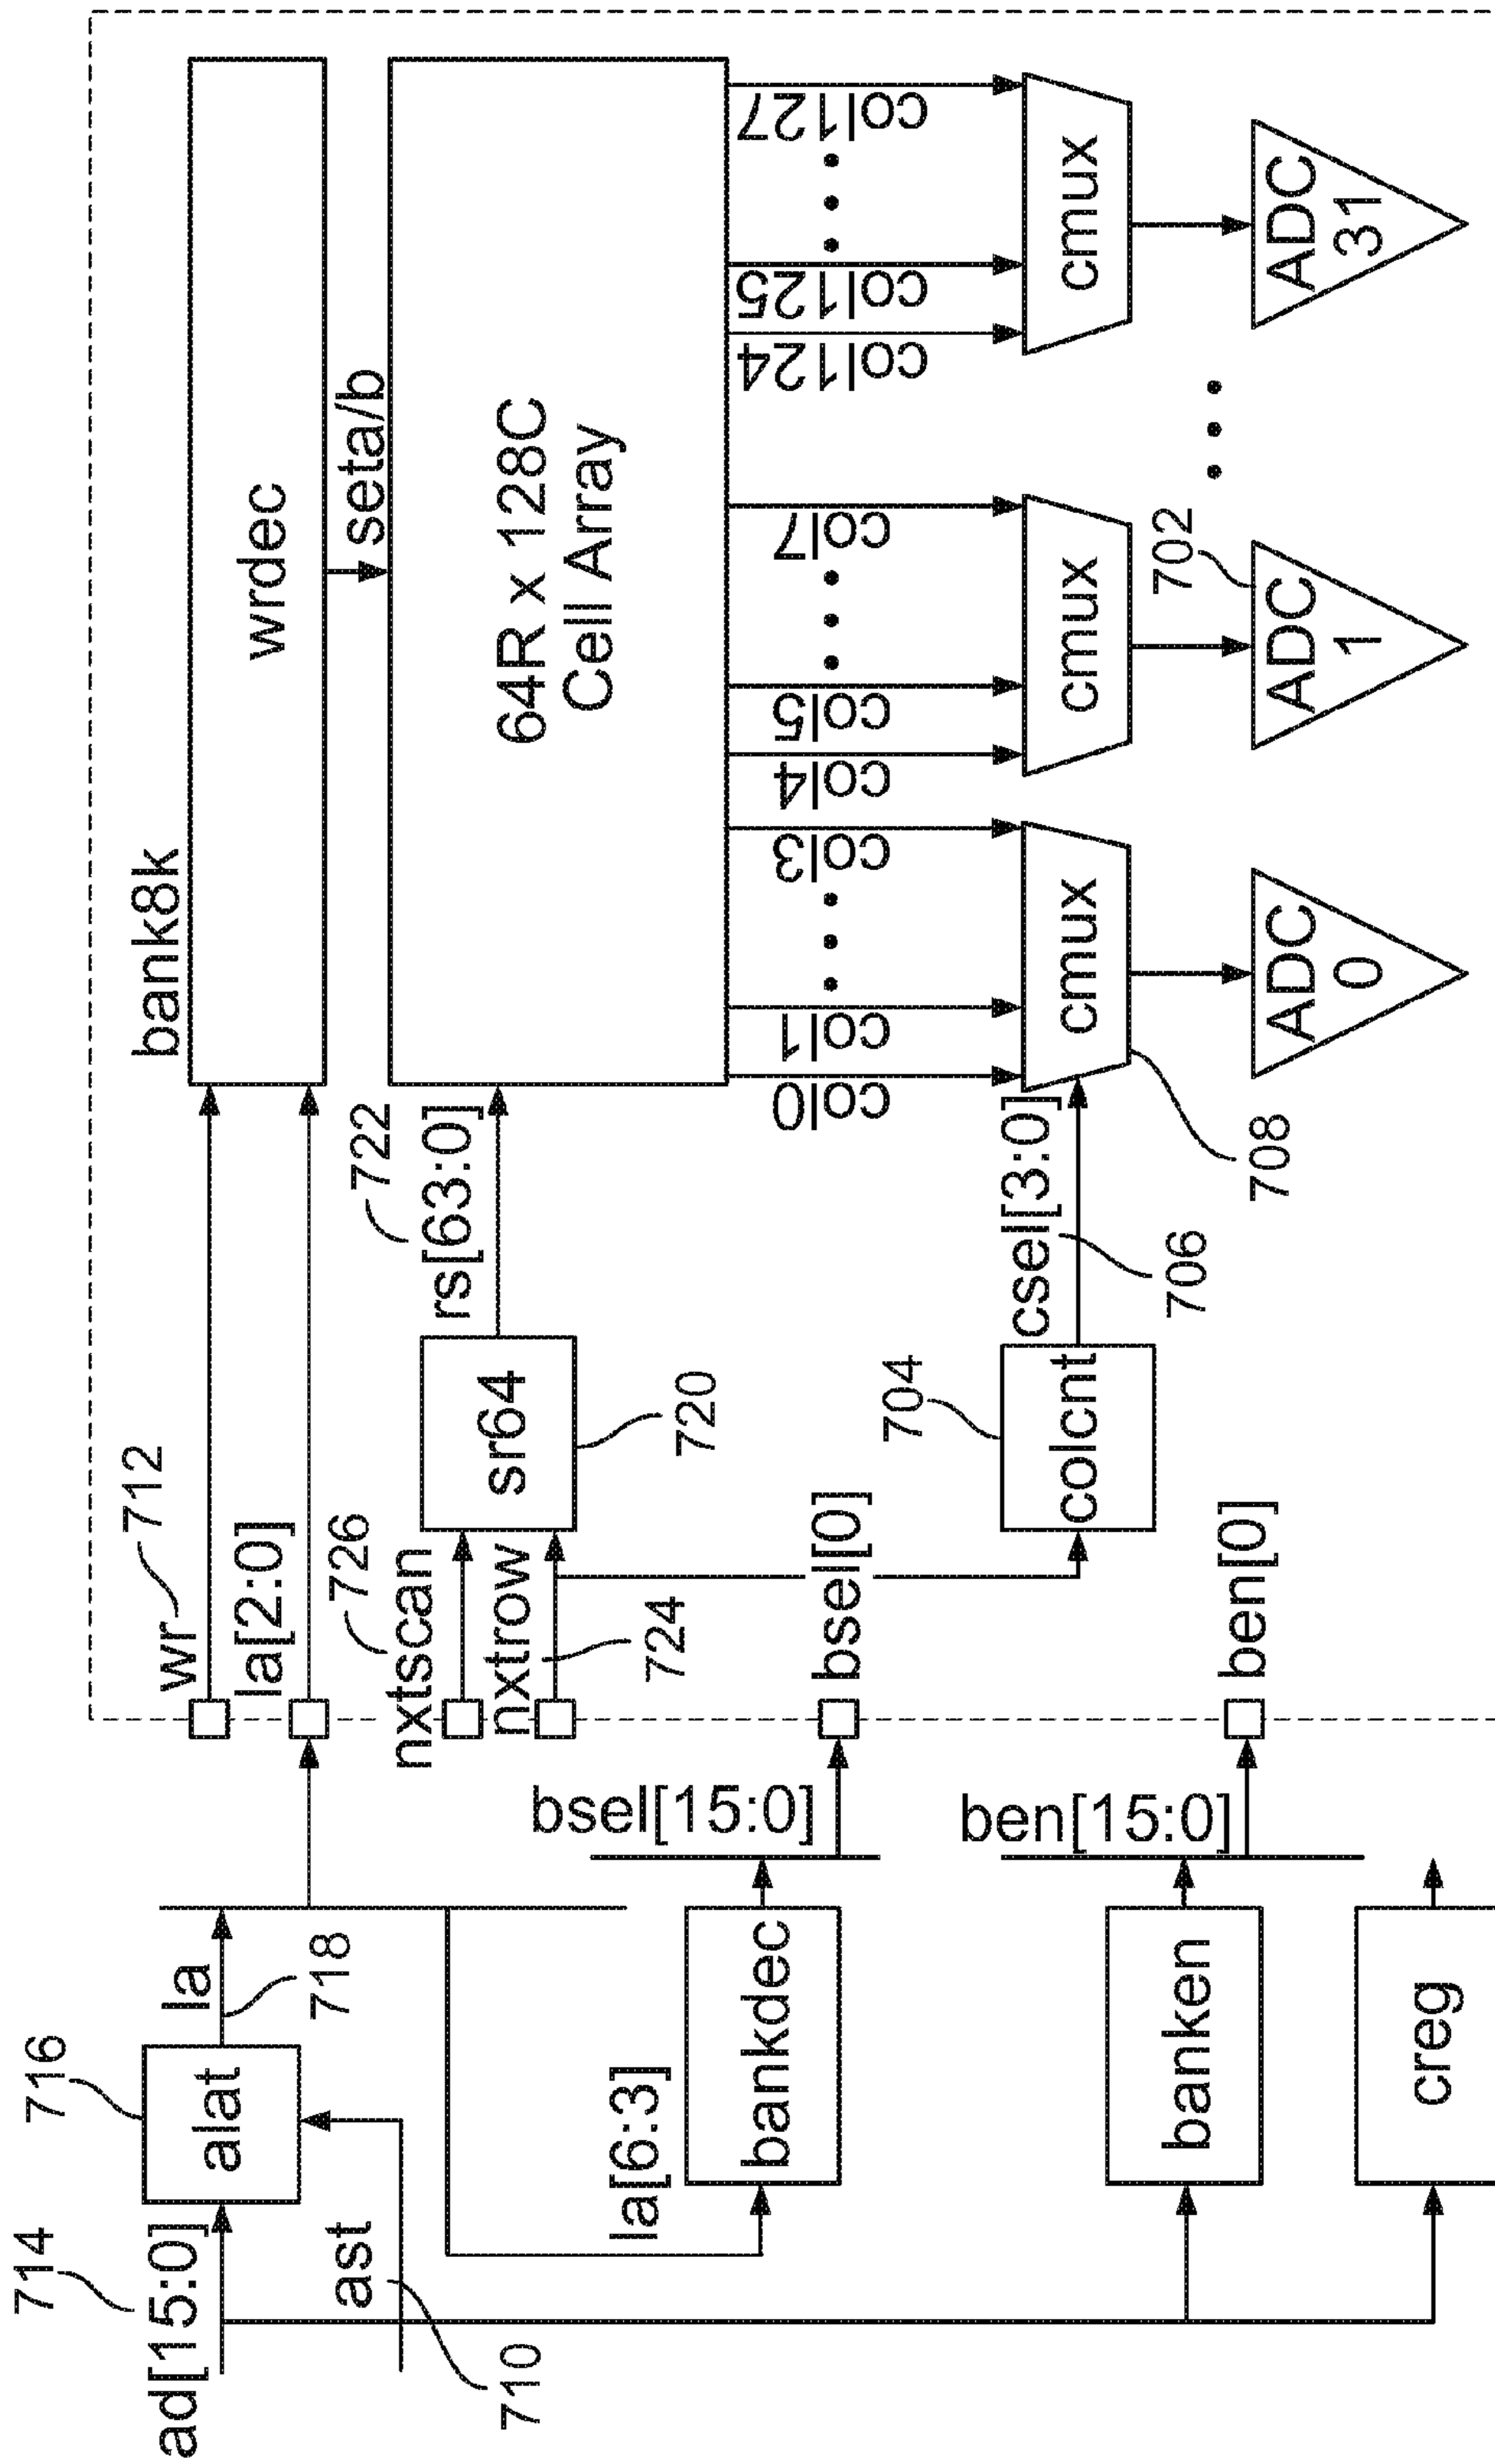 714
ad[15:0]
716
alat
la
718
ast
710
la[6:3]
bankdec
bsel[15:0]
banken
ben[15:0]
creg
wr
712
la[2:0]
726
nxtscan
nxtrow
724
bsel[0]
ben[0]
sr64
720
722
rs[63:0]
704
colcnt
csel[3:0]
706
708
bank8k
wrdec
seta/b
64R x 128C
Cell Array
col0
col1
col3
col4
col5
col7
col124
col125
col127
cmux
cmux
cmux
ADC
0
702
ADC
1
ADC
31